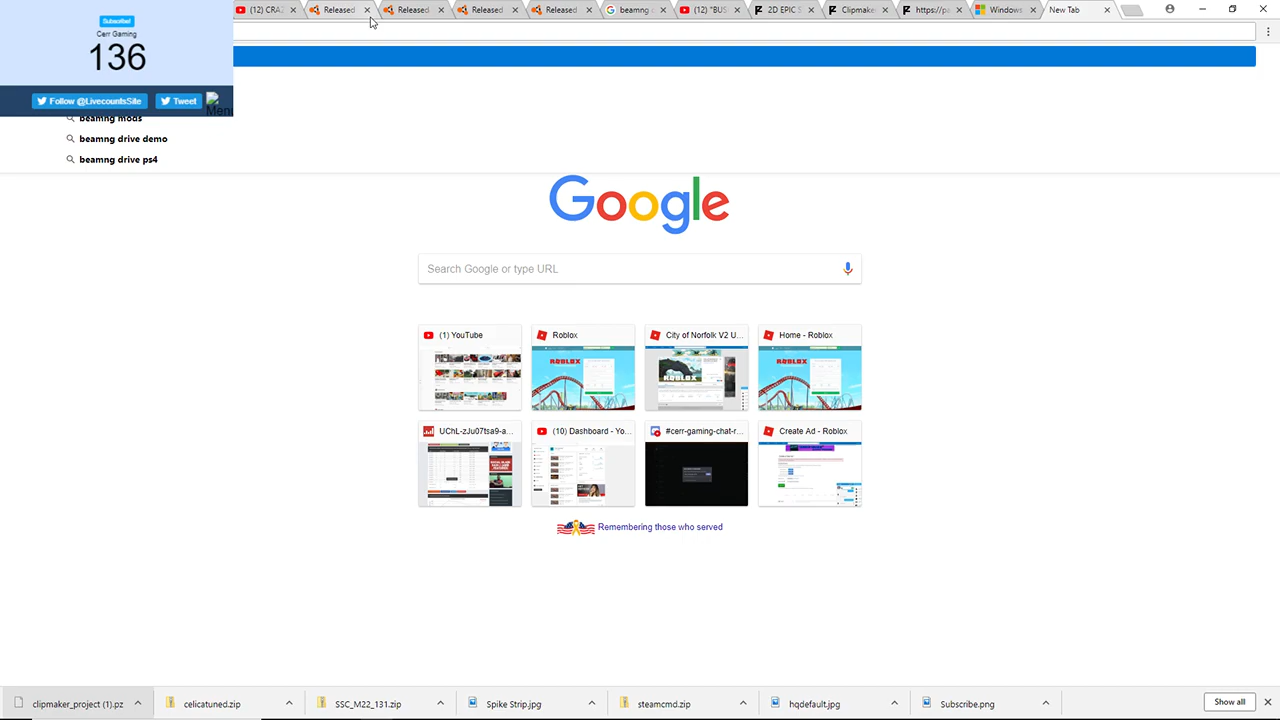 (12) CRA
Released
Released
Released
Released
beamng
(12) "BUS
2D EPIC S
Clipmaker
https://pa
Windows
New Tab
Subscribe!
Cerr Gaming
136
Follow @LivecountsSite
Tweet
Menu
beamng mods
beamng drive demo
beamng drive ps4
Google
Search Google or type URL
(1) YouTube
Roblox
City of Norfolk V2 U...
Home - Roblox
UChL-zJu07tsa9-a...
(10) Dashboard - Yo...
#cerr-gaming-chat-r...
Create Ad - Roblox
Remembering those who served
clipmaker_project (1).pz
celicatuned.zip
SSC_M22_131.zip
Spike Strip.jpg
steamcmd.zip
hqdefault.jpg
Subscribe.png
Show all